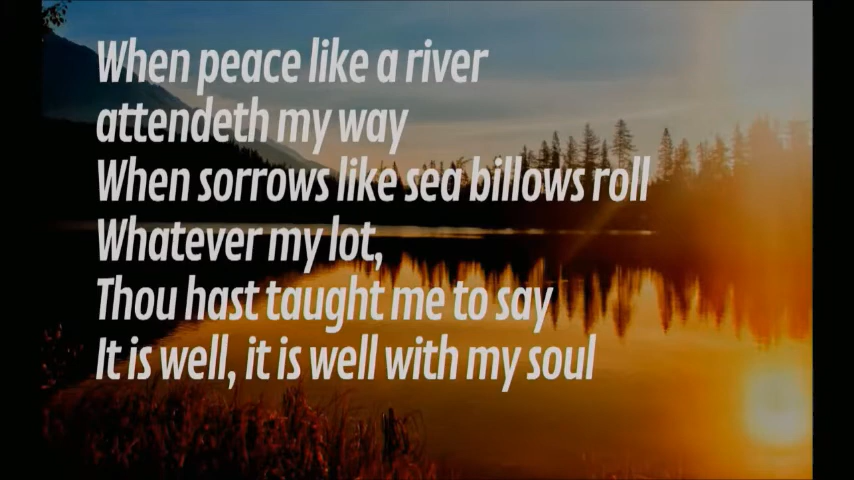 When peace like a river
attendeth my way
When sorrows like sea billows roll
Whatever my lot,
Thou hast taught me to say
It is well, it is well with my soul